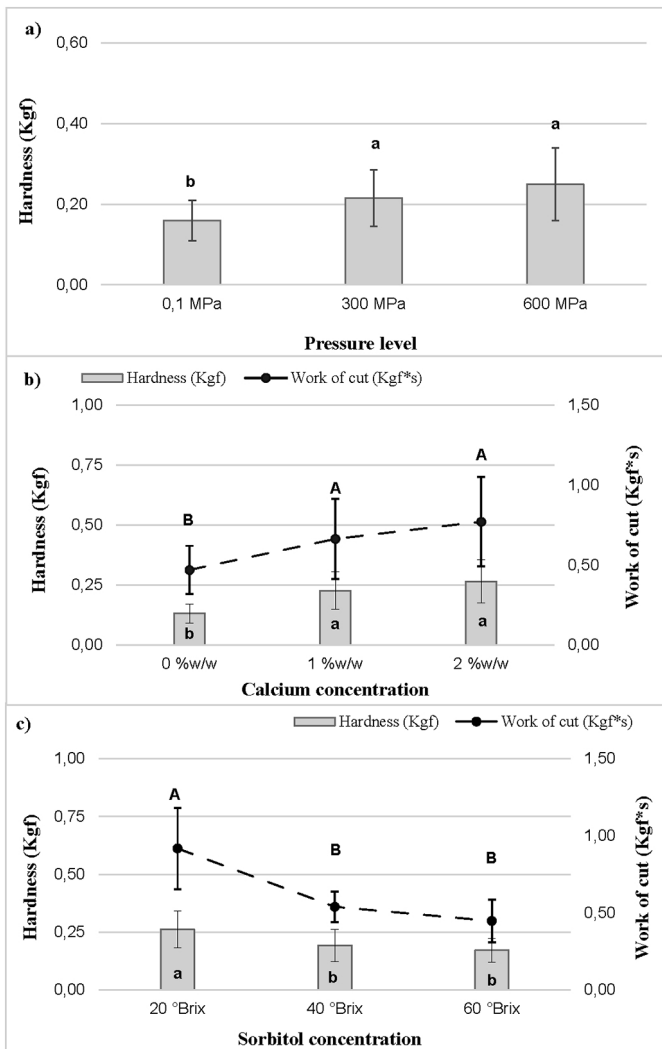 a)
0,60
0,40
0,20
0,00
Hardness (Kgf)
b
a
a
0,1 MPa 300 MPa 600 MPa
Pressure level
b)
Hardness (Kgf) Work of cut (Kgf*s)
1,00
0,75
0,50
0,25
0,00
Hardness (Kgf)
1,50
1,00
0,50
0,00
Work of cut (Kgf*s)
B
A
A
b
a
a
0 %w/w 1 %w/w 2 %w/w
Calcium concentration
c)
Hardness (Kgf) Work of cut (Kgf*s)
1,00
0,75
0,50
0,25
0,00
Hardness (Kgf)
1,50
1,00
0,50
0,00
Work of cut (Kgf*s)
A
B
B
a
b
b
20 °Brix 40 °Brix 60 °Brix
Sorbitol concentration